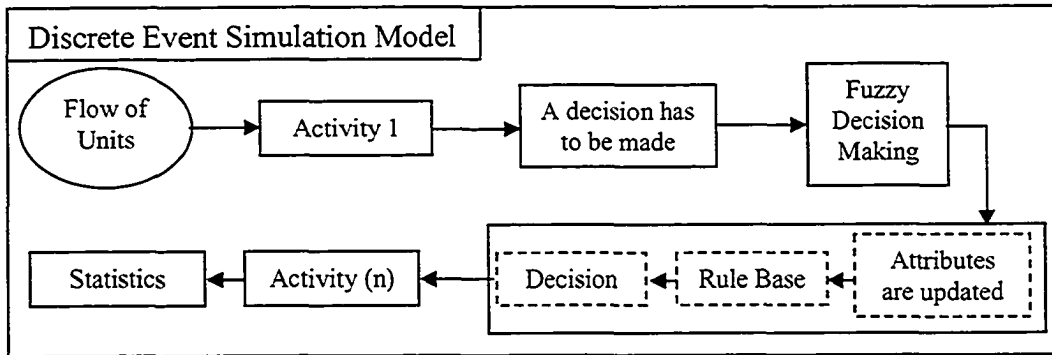 Discrete Event Simulation Model
Flow of
Units
Activity 1
A decision has
to be made
Fuzzy
Decision
Making
Attributes
are updated
Rule Base
Decision
Activity (n)
Statistics